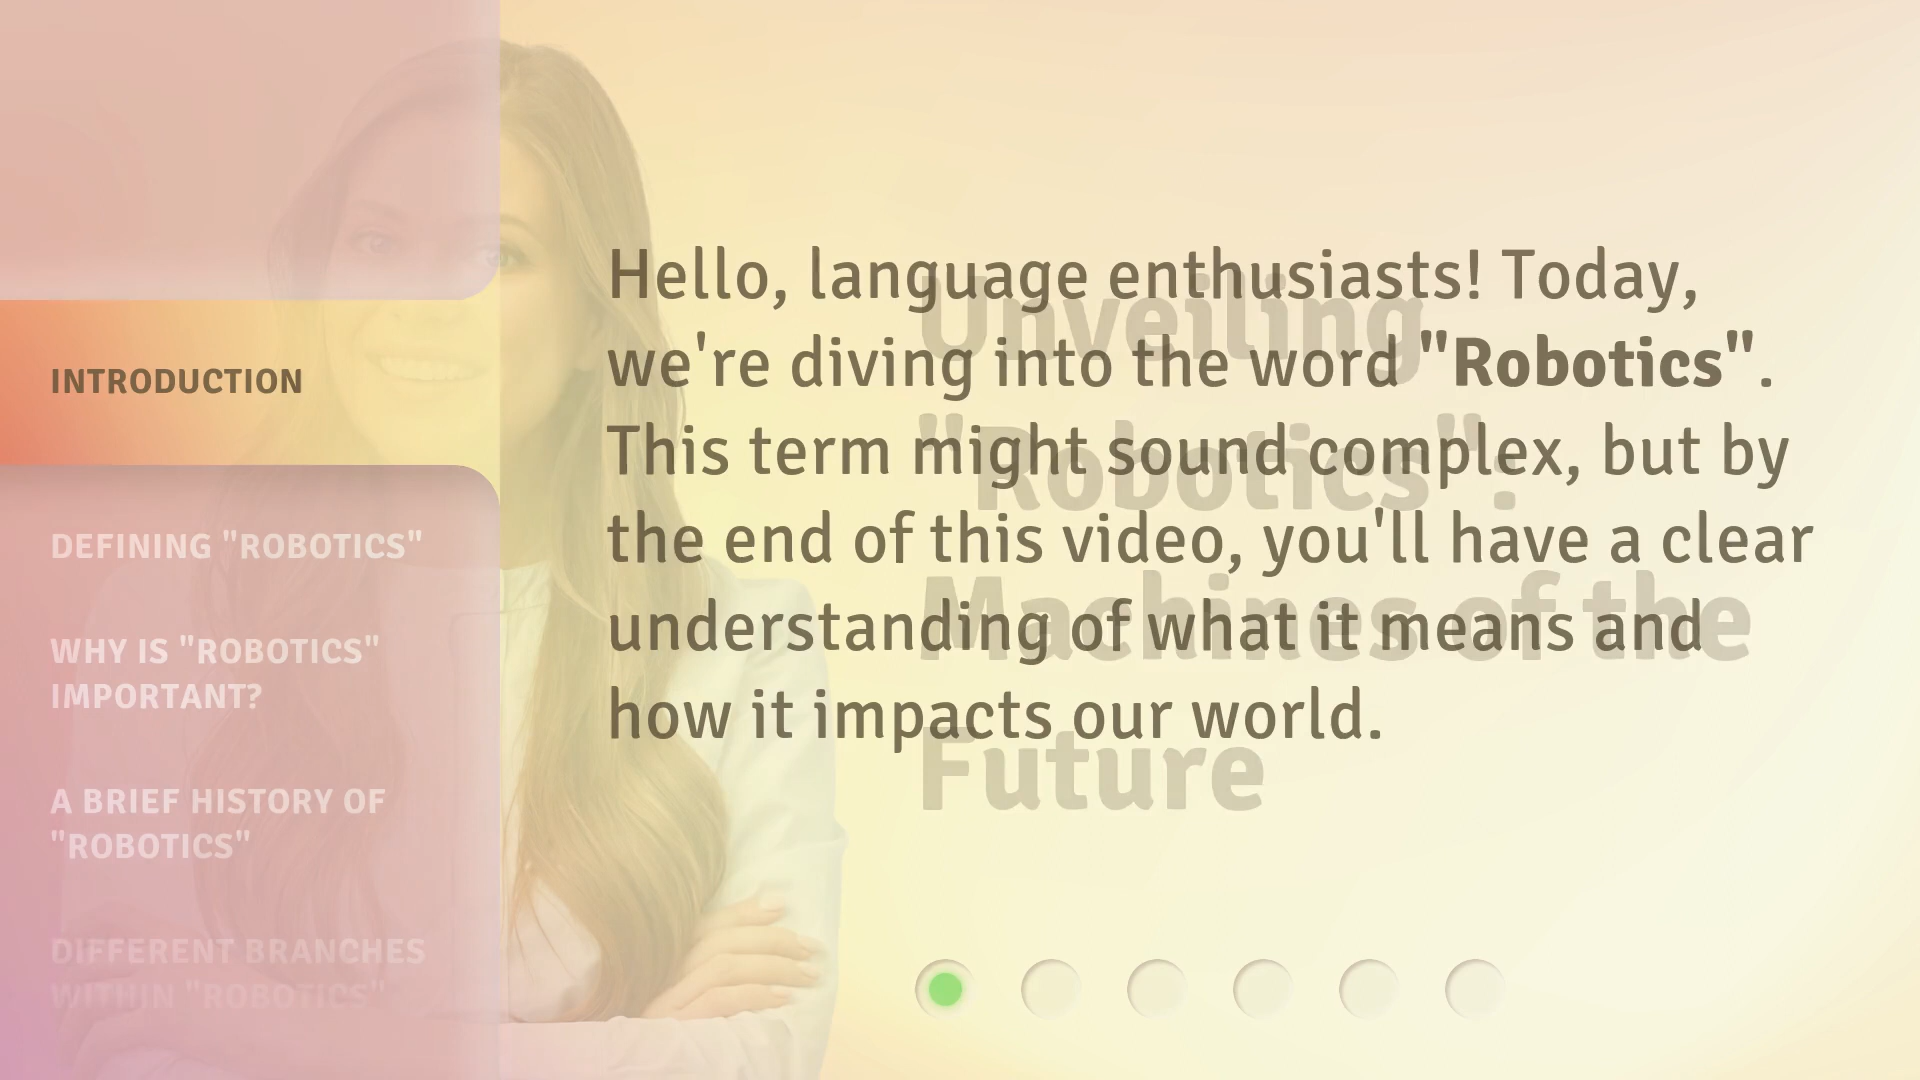 INTRODUCTION
DEFINING "ROBOTICS"
WHY IS "ROBOTICS"
IMPORTANT?
A BRIEF HISTORY OF
"ROBOTICS"
DIFFERENT BRANCHES
WITHIN "ROBOTICS"
Hello, language enthusiasts! Today,
we're diving into the word "Robotics".
This term might sound complex, but by
the end of this video, you'll have a clear
understanding of what it means and
how it impacts our world.
Unveiling
"Robotics":
Machines of the
Future